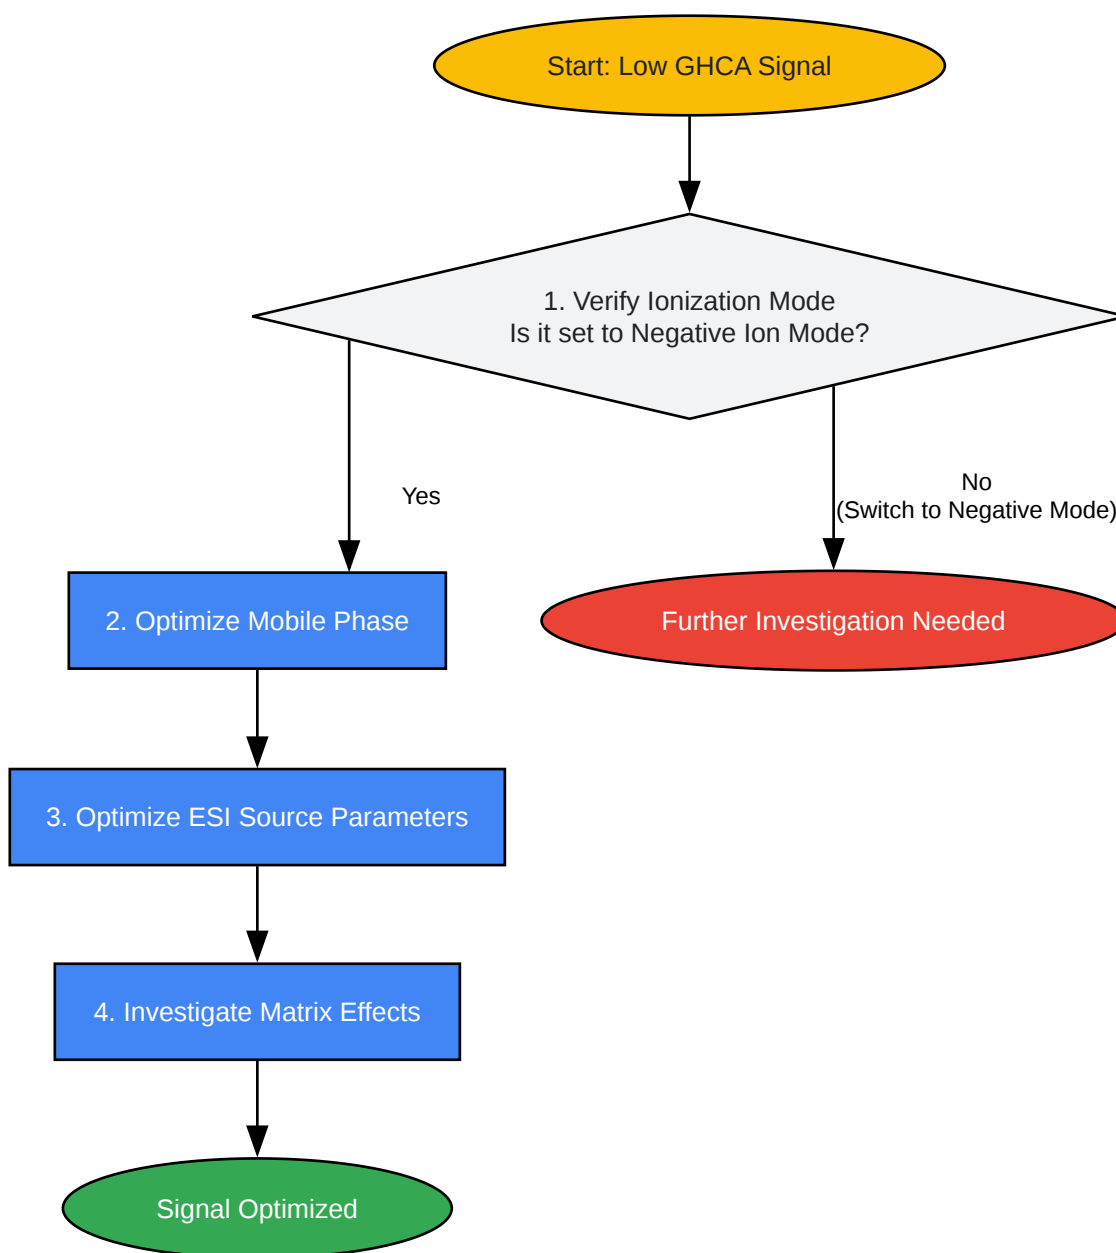 Start: Low GHCA Signal
1. Verify Ionization Mode
Is it set to Negative Ion Mode?
Yes
No
(Switch to Negative Mode)
2. Optimize Mobile Phase
Further Investigation Needed
3. Optimize ESI Source Parameters
4. Investigate Matrix Effects
Signal Optimized